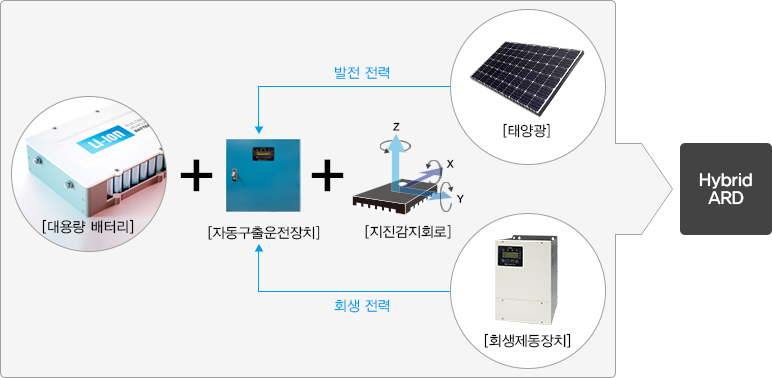 발전 전력
[태양광]
Z
X
Y
LI-ION
[대용량 배터리]
[자동구출운전장치]
[지진감지회로]
Hybrid
ARD
회생 전력
[회생제동장치]